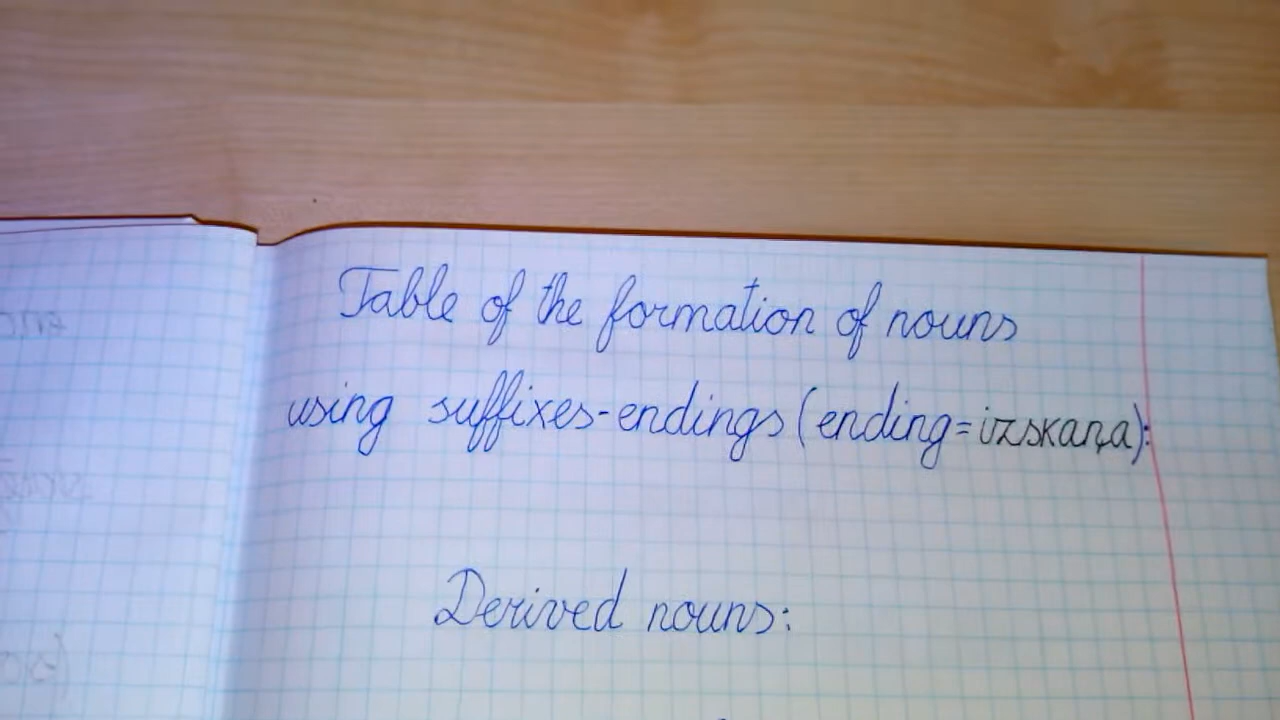 Table of the formation of nouns
using suffixes-endings (ending=izskaņa):
Derived nouns: